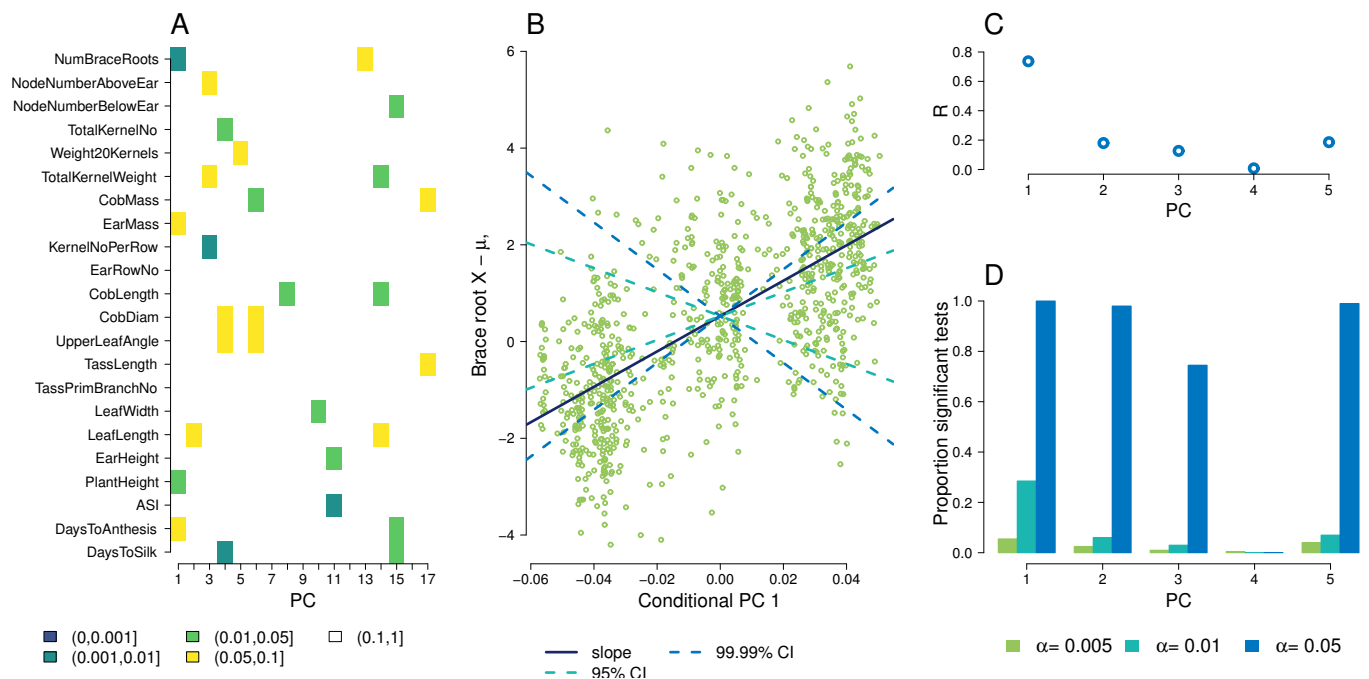 A
NumBraceRoots
NodeNumberAboveEar
NodeNumberBelowEar
TotalKernelNo
Weight20Kernels
TotalKernelWeight
CobMass
EarMass
KernelNoPerRow
EarRowNo
CobLength
CobDiam
UpperLeafAngle
TassLength
TassPrimBranchNo
LeafWidth
LeafLength
EarHeight
PlantHeight
ASI
DaysToAnthesis
DaysToSilk
1 3 5 7 9 11 13 15 17
PC
(0,0.001] (0.01,0.05] (0.1,1]
(0.001,0.01] (0.05,0.1]
B
Brace root X − μ,
6
4
2
0
−2
−4
−0.06 −0.04 −0.02 0.00 0.02 0.04
Conditional PC 1
slope 99.99% CI
95% CI
C
R
0.8
0.6
0.4
0.2
0.0
1 2 3 4 5
PC
D
Proportion significant tests
1.0
0.8
0.6
0.4
0.2
0.0
1 2 3 4 5
PC
α= 0.005 α= 0.01 α= 0.05